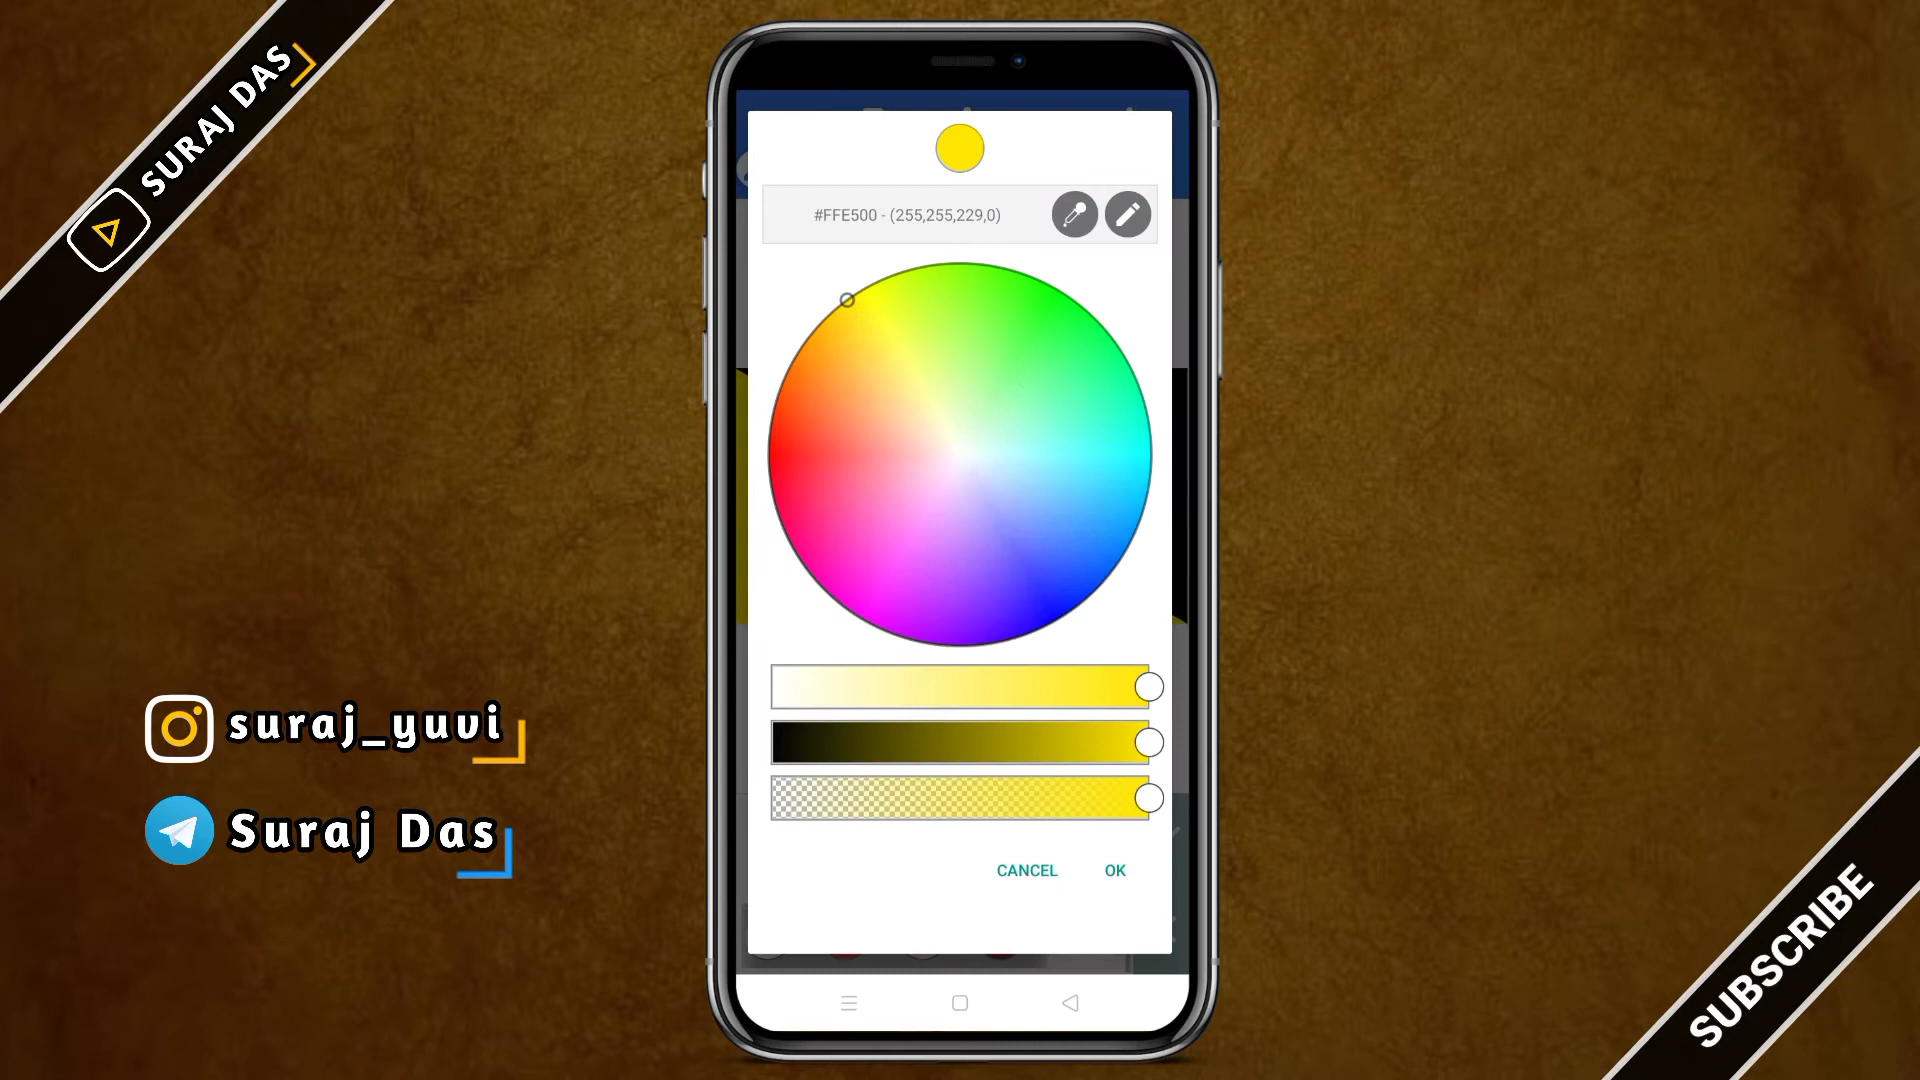 SURAJ DAS
#FFE500 - (255,255,229,0)
suraj_yuvi
Suraj Das
CANCEL
OK
SUBSCRIBE